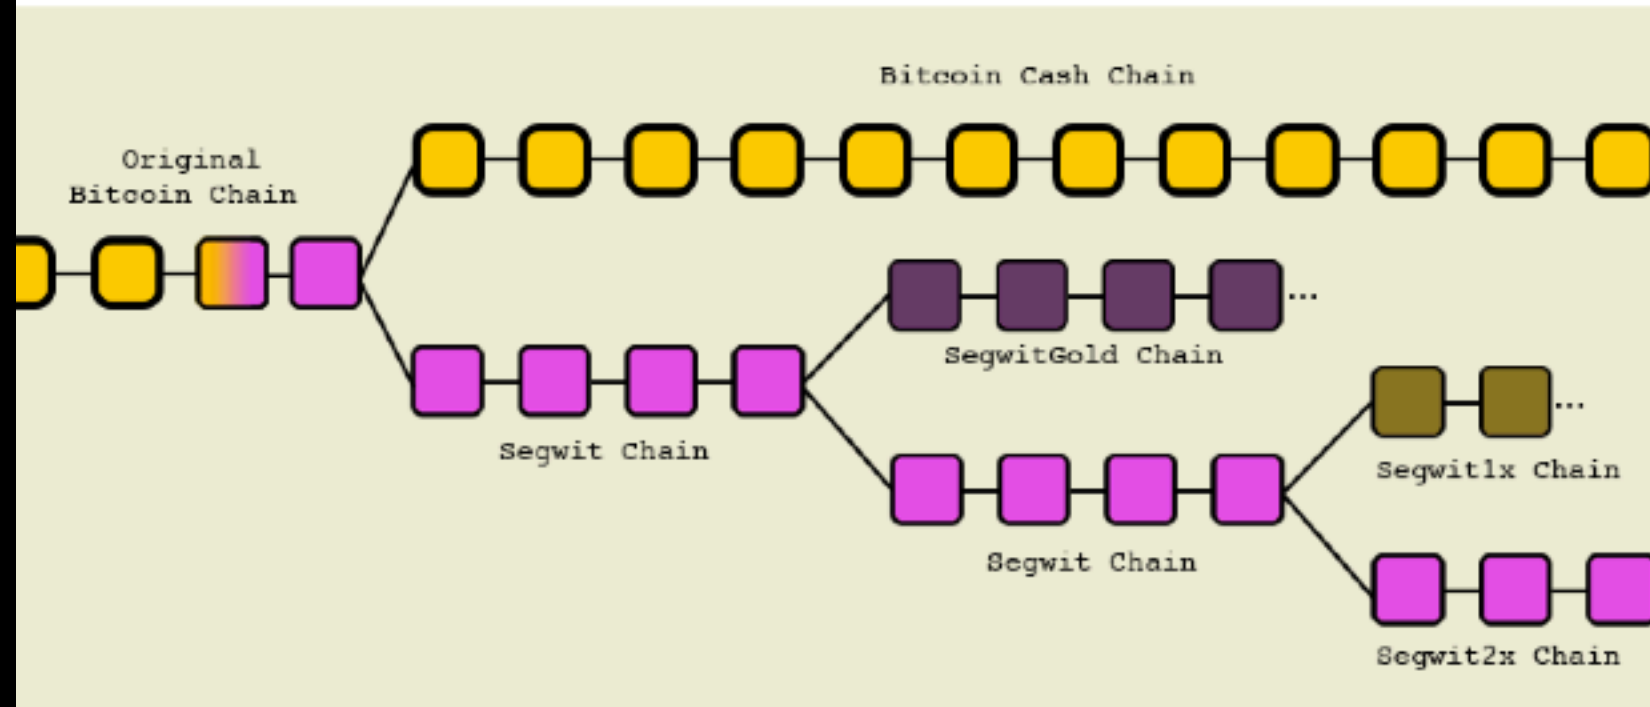 Bitcoin Cash Chain
Original
Bitcoin Chain
SegwitGold Chain
...
Segwit Chain
...
Segwit1x Chain
Segwit Chain
Segwit2x Chain